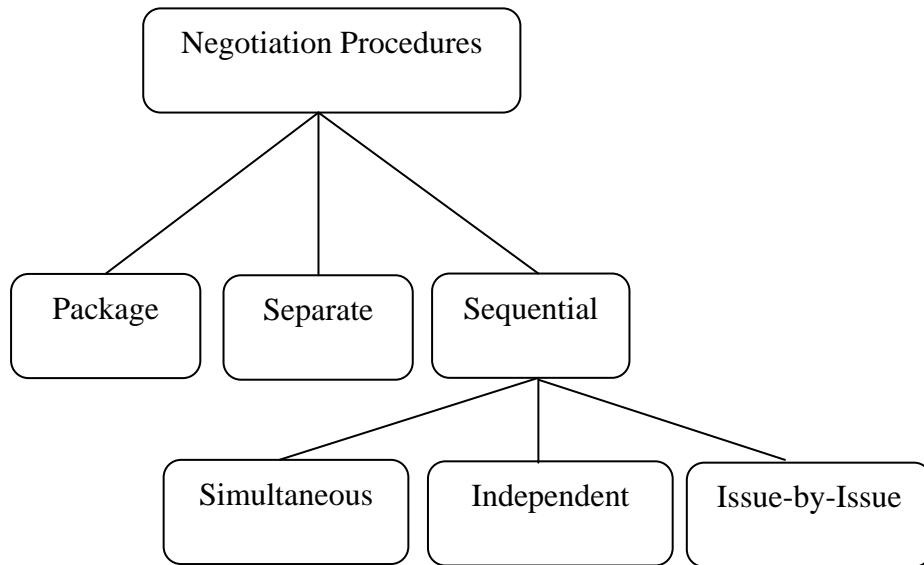 Negotiation Procedures
Package
Separate
Sequential
Simultaneous
Independent
Issue-by-Issue